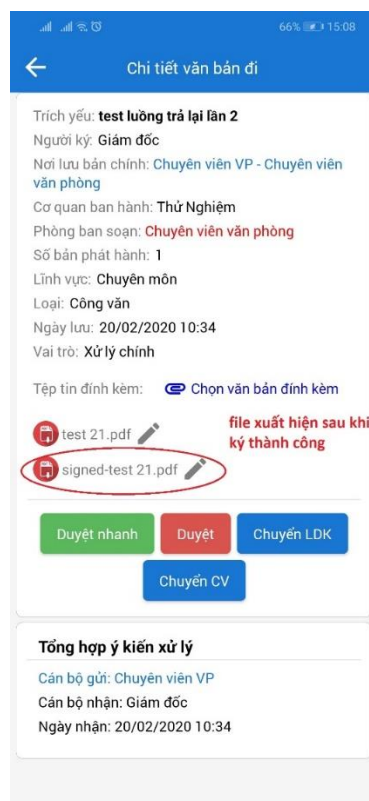 66% 15:08
Chi tiết văn bản đi
Trích yếu: test luồng trả lại lần 2
Người ký: Giám đốc
Nơi lưu bản chính: Chuyên viên VP - Chuyên viên
văn phòng
Cơ quan ban hành: Thử Nghiệm
Phòng ban soạn: Chuyên viên văn phòng
Số bản phát hành: 1
Lĩnh vực: Chuyên môn
Loại: Công văn
Ngày lưu: 20/02/2020 10:34
Vai trò: Xử lý chính
Tệp tin đính kèm: Chọn văn bản đính kèm
test 21.pdf
file xuất hiện sau khi
ký thành công
signed-test 21.pdf
Duyệt nhanh Duyệt Chuyển LDK
Chuyển CV
Tổng hợp ý kiến xử lý
Cán bộ gửi: Chuyên viên VP
Cán bộ nhận: Giám đốc
Ngày nhận: 20/02/2020 10:34